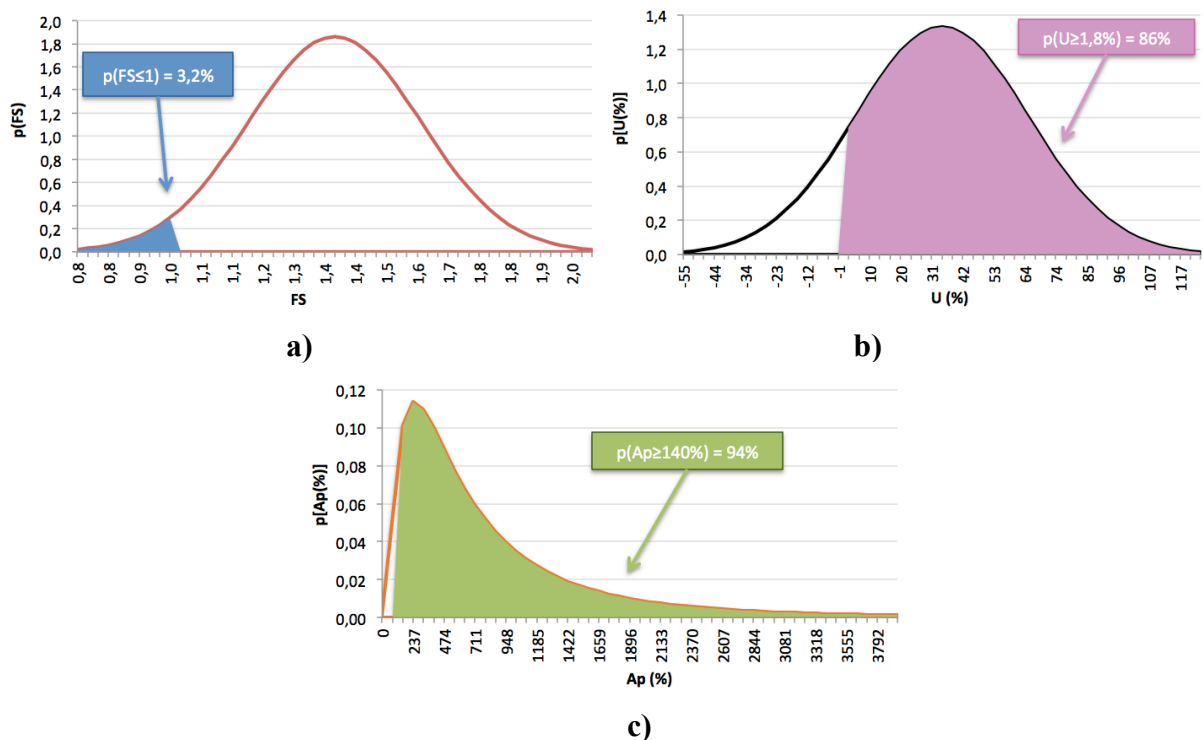 2,0
1,8
1,6
1,4
1,2
1,0
0,8
0,6
0,4
0,2
0,0
p(FS)
p(FS≤1) = 3,2%
0,8 0,8 0,9 1,0 1,1 1,1 1,2 1,3 1,4 1,4 1,5 1,6 1,7 1,8 1,8 1,9 2,0
FS
a)
1,4
1,2
1,0
0,8
0,6
0,4
0,2
0,0
p[U(%)]
p(U≥1,8%) = 86%
-55 -44 -34 -23 -12 -1 10 20 31 42 53 64 74 85 96 107 117
U (%)
b)
0,12
0,10
0,08
0,06
0,04
0,02
0,00
p[Ap(%)]
p(Ap≥140%) = 94%
0 237 474 711 948 1185 1422 1659 1896 2133 2370 2607 2844 3081 3318 3555 3792
Ap (%)
c)